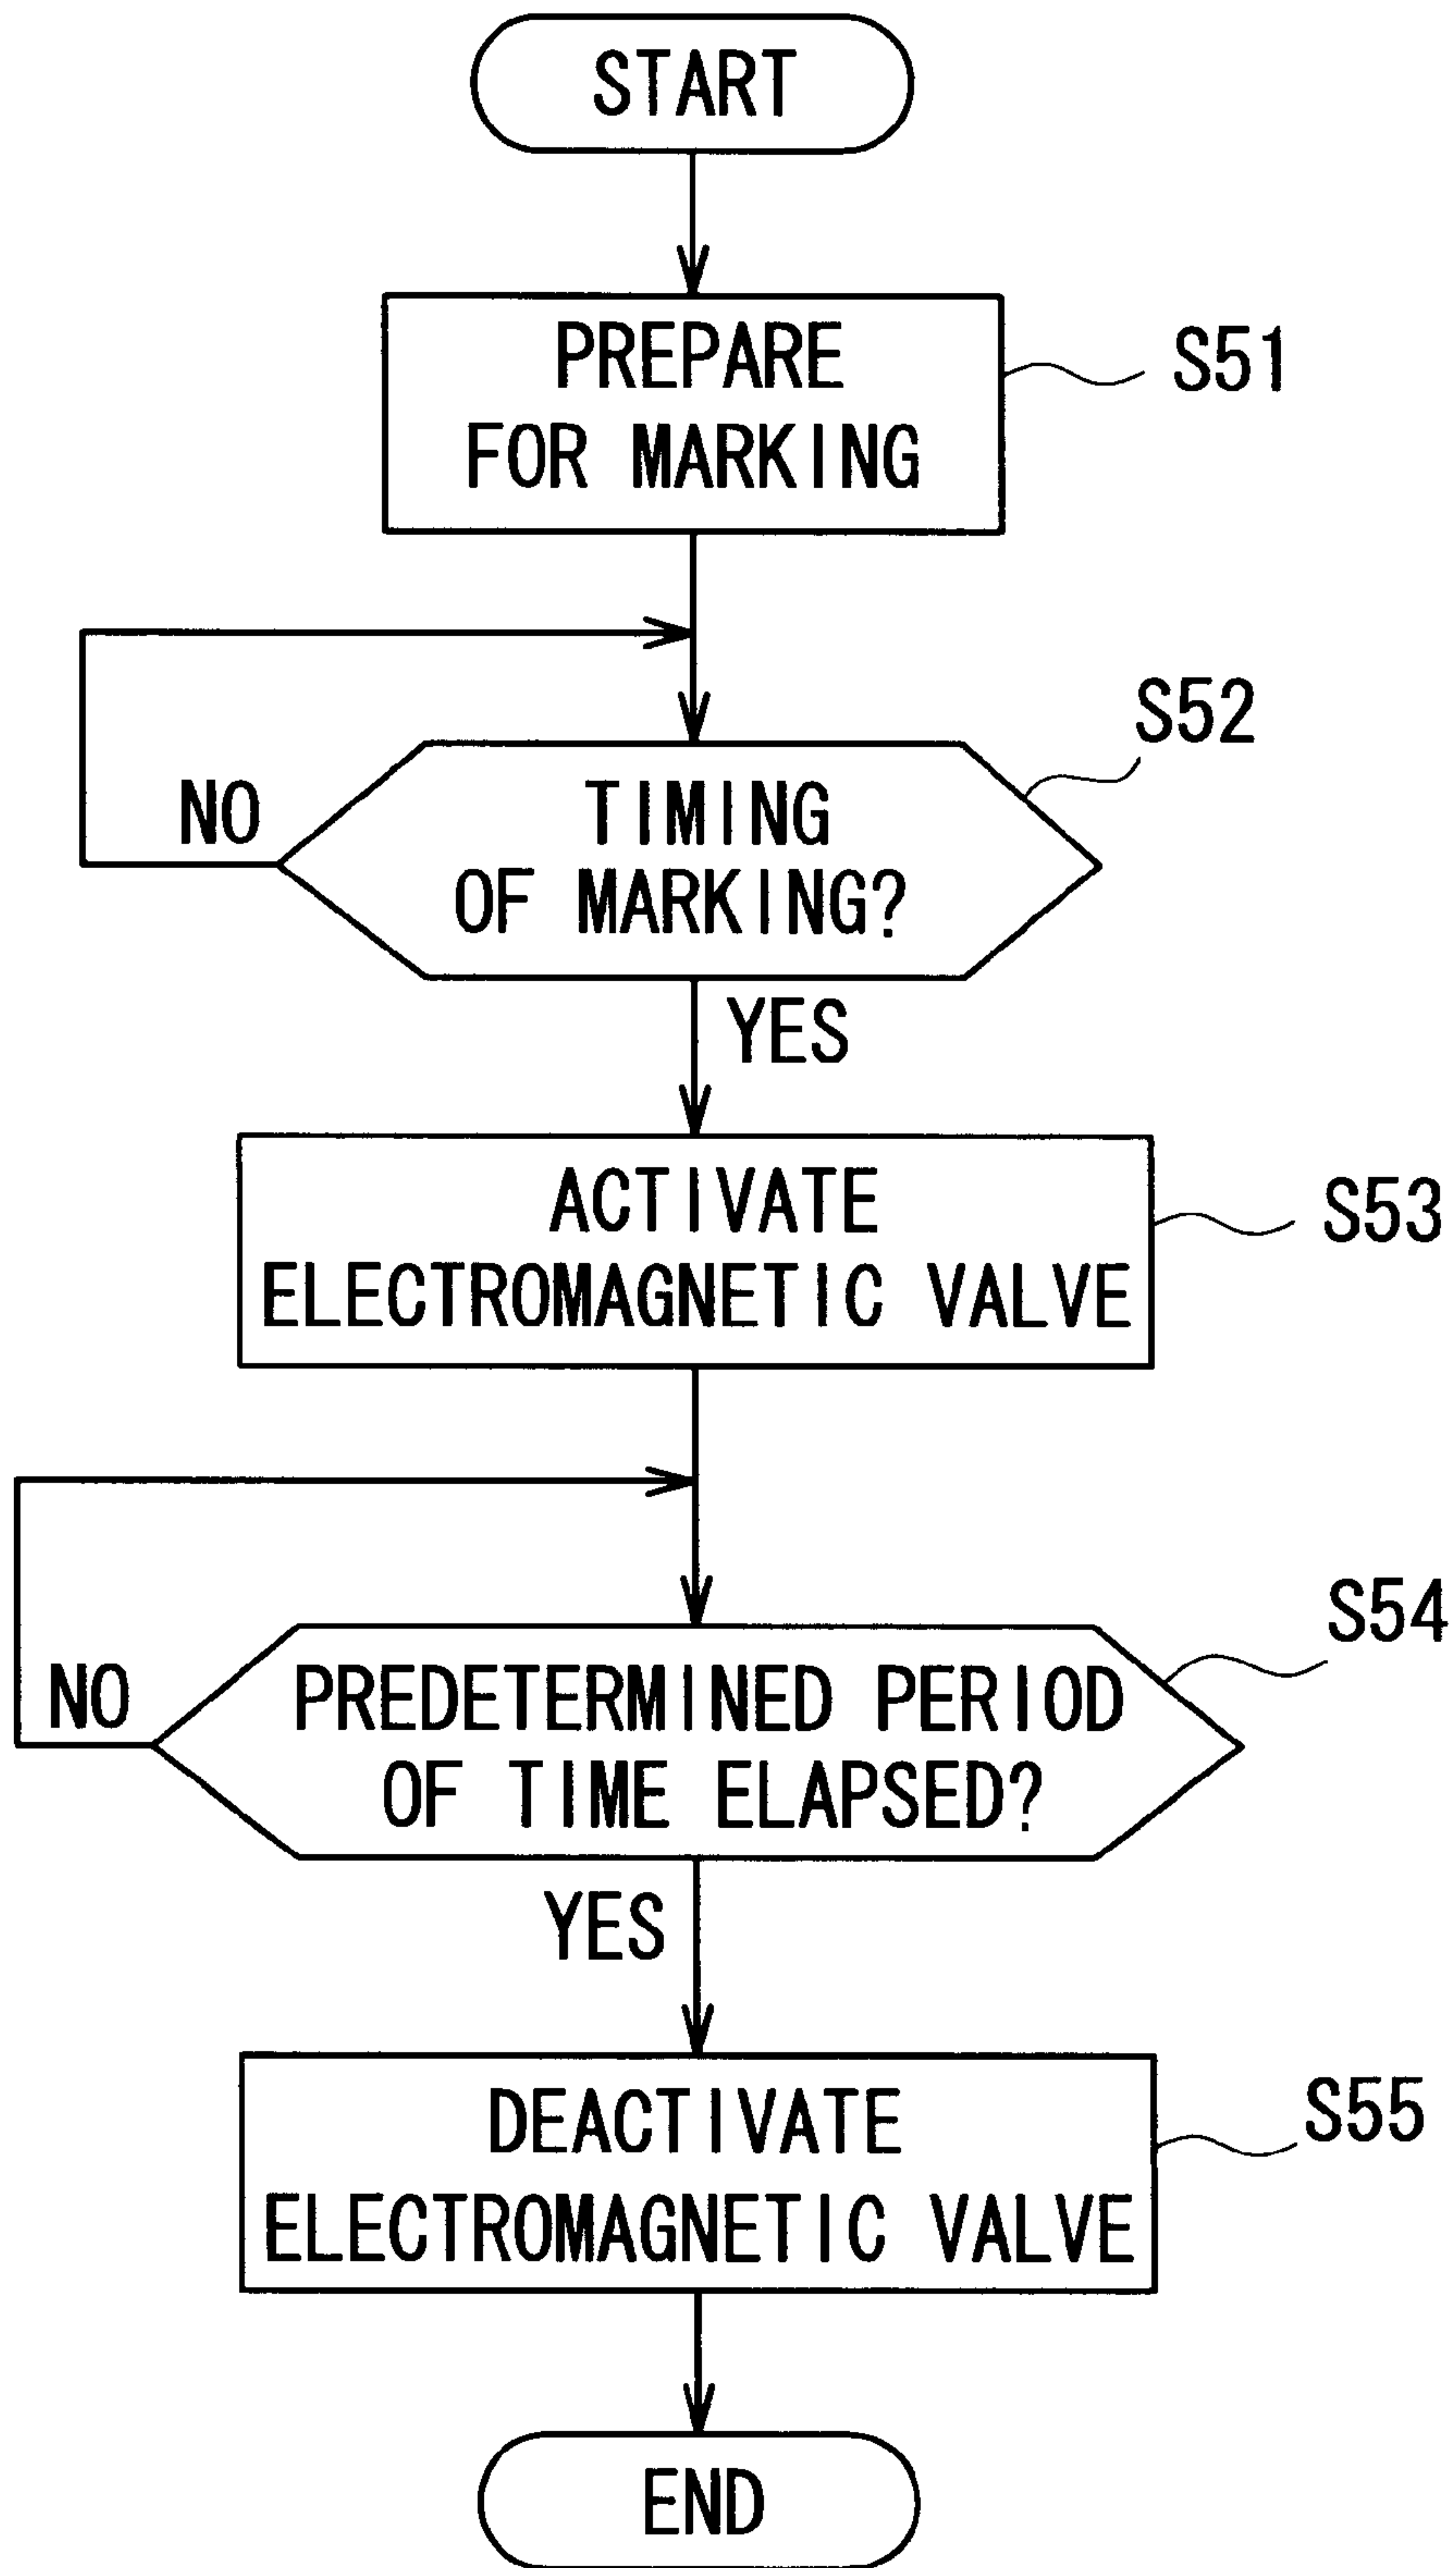 START
PREPARE
FOR MARKING
S51
S52
NO
TIMING
OF MARKING?
YES
ACTIVATE
ELECTROMAGNETIC VALVE
S53
S54
NO
PREDETERMINED PERIOD
OF TIME ELAPSED?
YES
DEACTIVATE
ELECTROMAGNETIC VALVE
S55
END